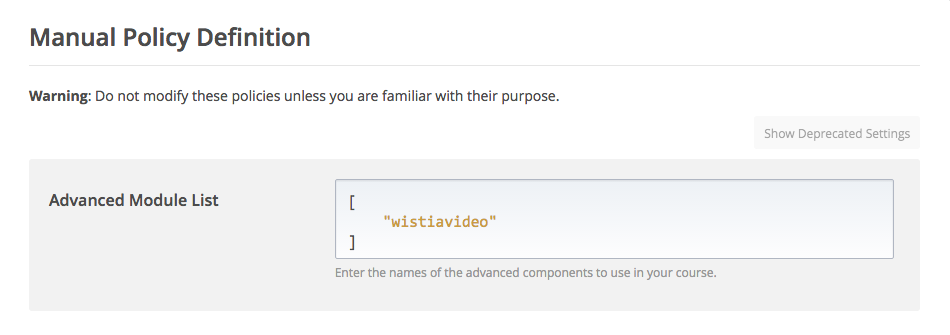 Manual Policy Definition
Warning: Do not modify these policies unless you are familiar with their purpose.
Show Deprecated Settings
Advanced Module List
[
"wistiavideo"
]
Enter the names of the advanced components to use in your course.